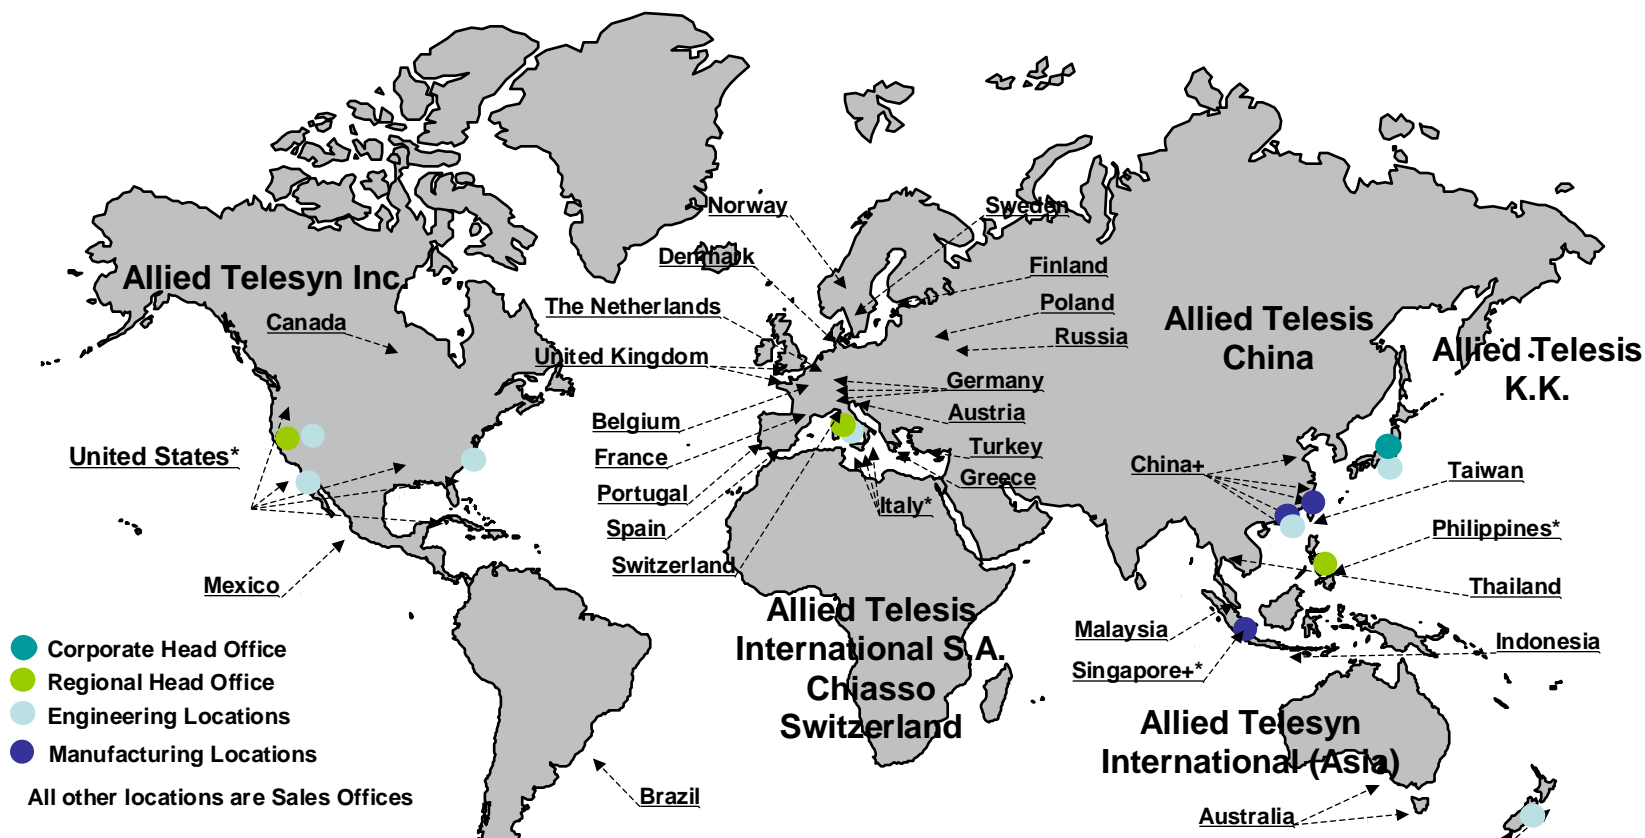 Norway
Sweden
Denmark
Finland
Allied Telesyn Inc.
The Netherlands
Poland
Canada
Allied Telesis
China
Russia
United Kingdom
Allied Telesis
K.K.
Germany
Belgium
Austria
United States*
France
Turkey
China+
Taiwan
Portugal
Greece
Italy*
Spain
Philippines*
Switzerland
Mexico
Thailand
Allied Telesis
International S.A.
Chiasso
Switzerland
Malaysia
Indonesia
Singapore+*
Corporate Head Office
Regional Head Office
Engineering Locations
Manufacturing Locations
All other locations are Sales Offices
Allied Telesyn
International (Asia)
Brazil
Australia